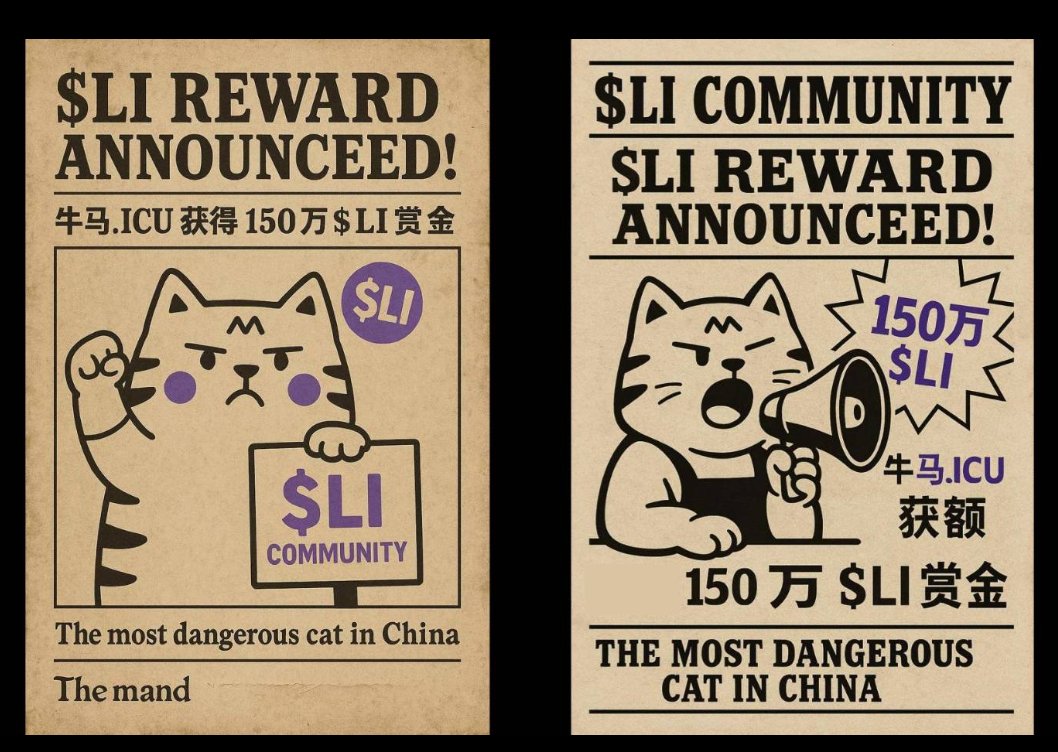 $LI REWARD
ANNOUNCEED!
牛马.ICU 获得 150万 $LI 赏金
$LI
$LI
COMMUNITY
The most dangerous cat in China
The mand
$LI COMMUNITY
$LI REWARD
ANNOUNCEED!
150万
$LI
牛马.ICU
获额
150 万 $LI 赏金
THE MOST DANGEROUS
CAT IN CHINA